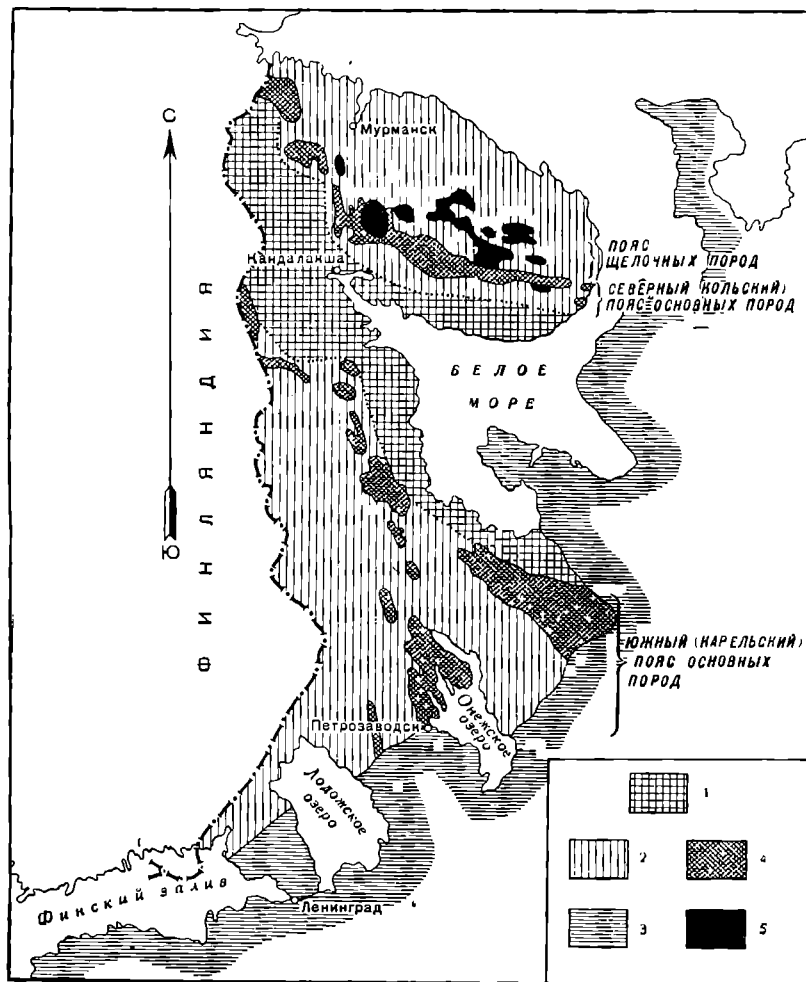 С
Мурманск
ПОЯС
ЩЕЛОЧНЫХ ПОРОД
Кандалакша
СЕВЕРНЫЙ (КОЛЬСКИЙ)
ПОЯС ОСНОВНЫХ ПОРОД
БЕЛОЕ
МОРЕ
Ю
ФИНЛЯНДИЯ
ЮЖНЫЙ (КАРЕЛЬСКИЙ)
ПОЯС ОСНОВНЫХ
ПОРОД
Онежское
озеро
Петрозаводск
Лодожское
озеро
Финский залив
Ленинград
1
2
4
3
5